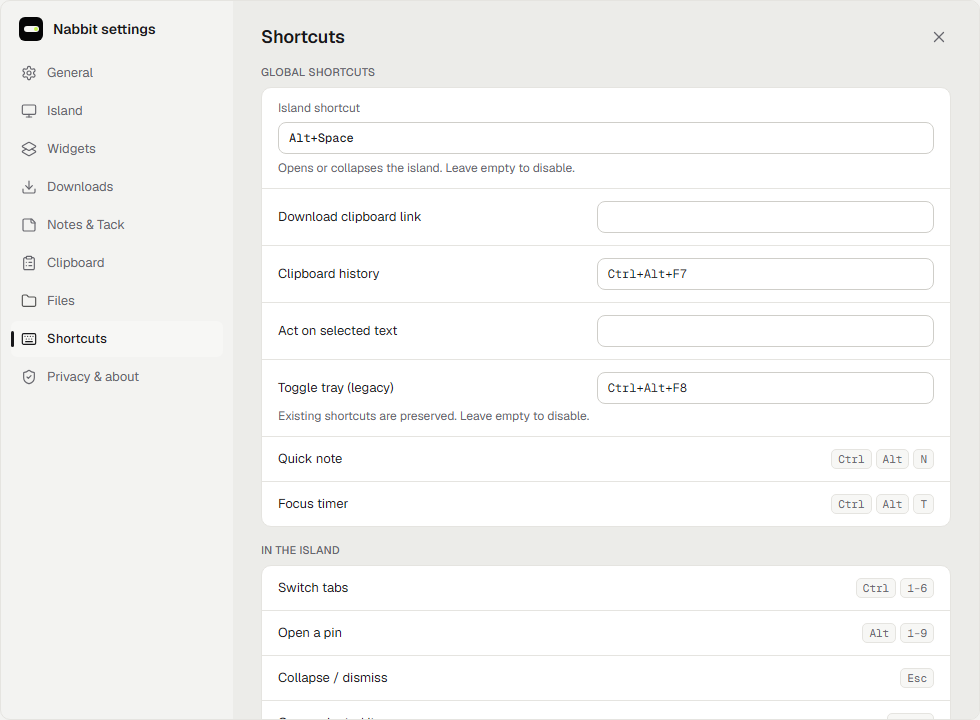 Nabbit settings
General
Island
Widgets
Downloads
Notes & Tack
Clipboard
Files
Shortcuts
Privacy & about
Shortcuts
GLOBAL SHORTCUTS
Island shortcut
Alt+Space
Opens or collapses the island. Leave empty to disable.
Download clipboard link
Clipboard history Ctrl+Alt+F7
Act on selected text
Toggle tray (legacy) Ctrl+Alt+F8
Existing shortcuts are preserved. Leave empty to disable.
Quick note Ctrl Alt N
Focus timer Ctrl Alt T
IN THE ISLAND
Switch tabs Ctrl 1-6
Open a pin Alt 1-9
Collapse / dismiss Esc